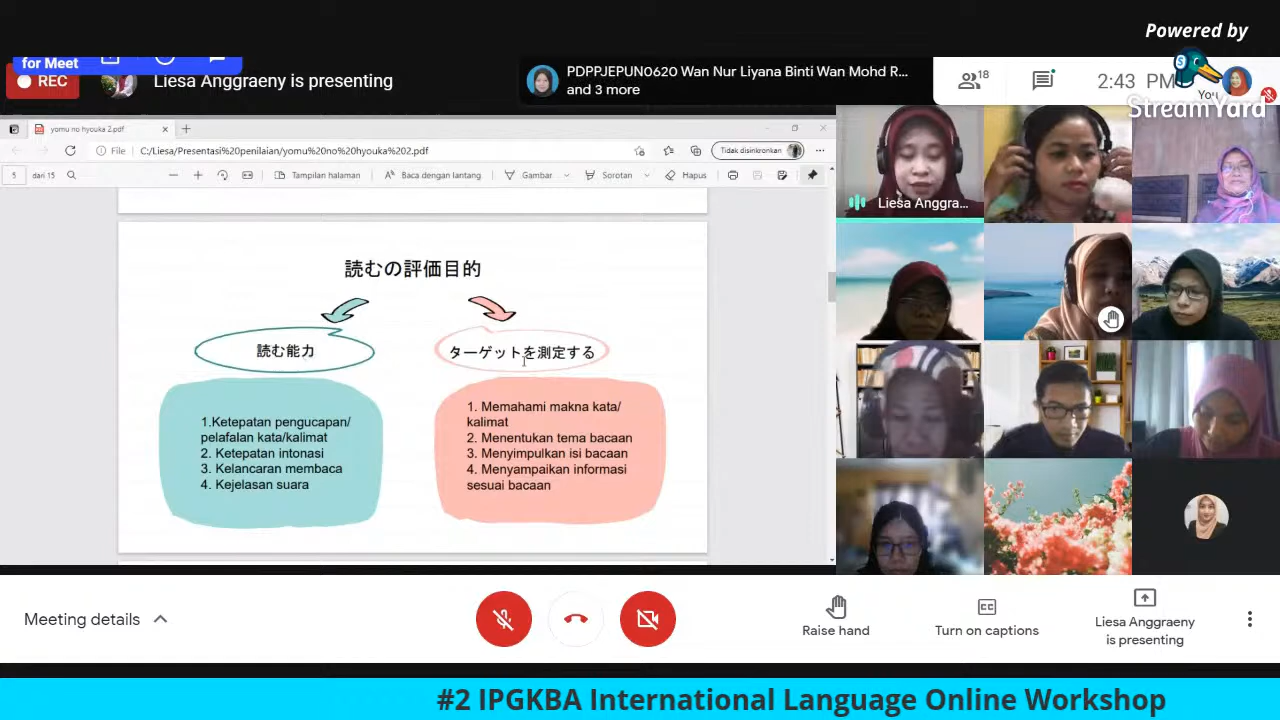 Powered by
StreamYard
for Meet
REC
Liesa Anggraeny is presenting
PDPPJEPUN0620 Wan Nur Liyana Binti Wan Mohd R...
and 3 more
18
2:43 PM
You
yomu no hyouka 2.pdf
File
C:/Liesa/Presentasi%20penilaian/yomu%20no%20hyouka%202.pdf
Tidak disinkronkan
5 dari 15
Tampilan halaman
Baca dengan lantang
Gambar
Sorotan
Hapus
読むの評価目的
読む能力
ターゲットを測定する
1.Ketepatan pengucapan/
pelafalan kata/kalimat
2. Ketepatan intonasi
3. Kelancaran membaca
4. Kejelasan suara
1. Memahami makna kata/
kalimat
2. Menentukan tema bacaan
3. Menyimpulkan isi bacaan
4. Menyampaikan informasi
sesuai bacaan
Liesa Anggra...
Meeting details
Raise hand
Turn on captions
Liesa Anggraeny
is presenting
#2 IPGKBA International Language Online Workshop